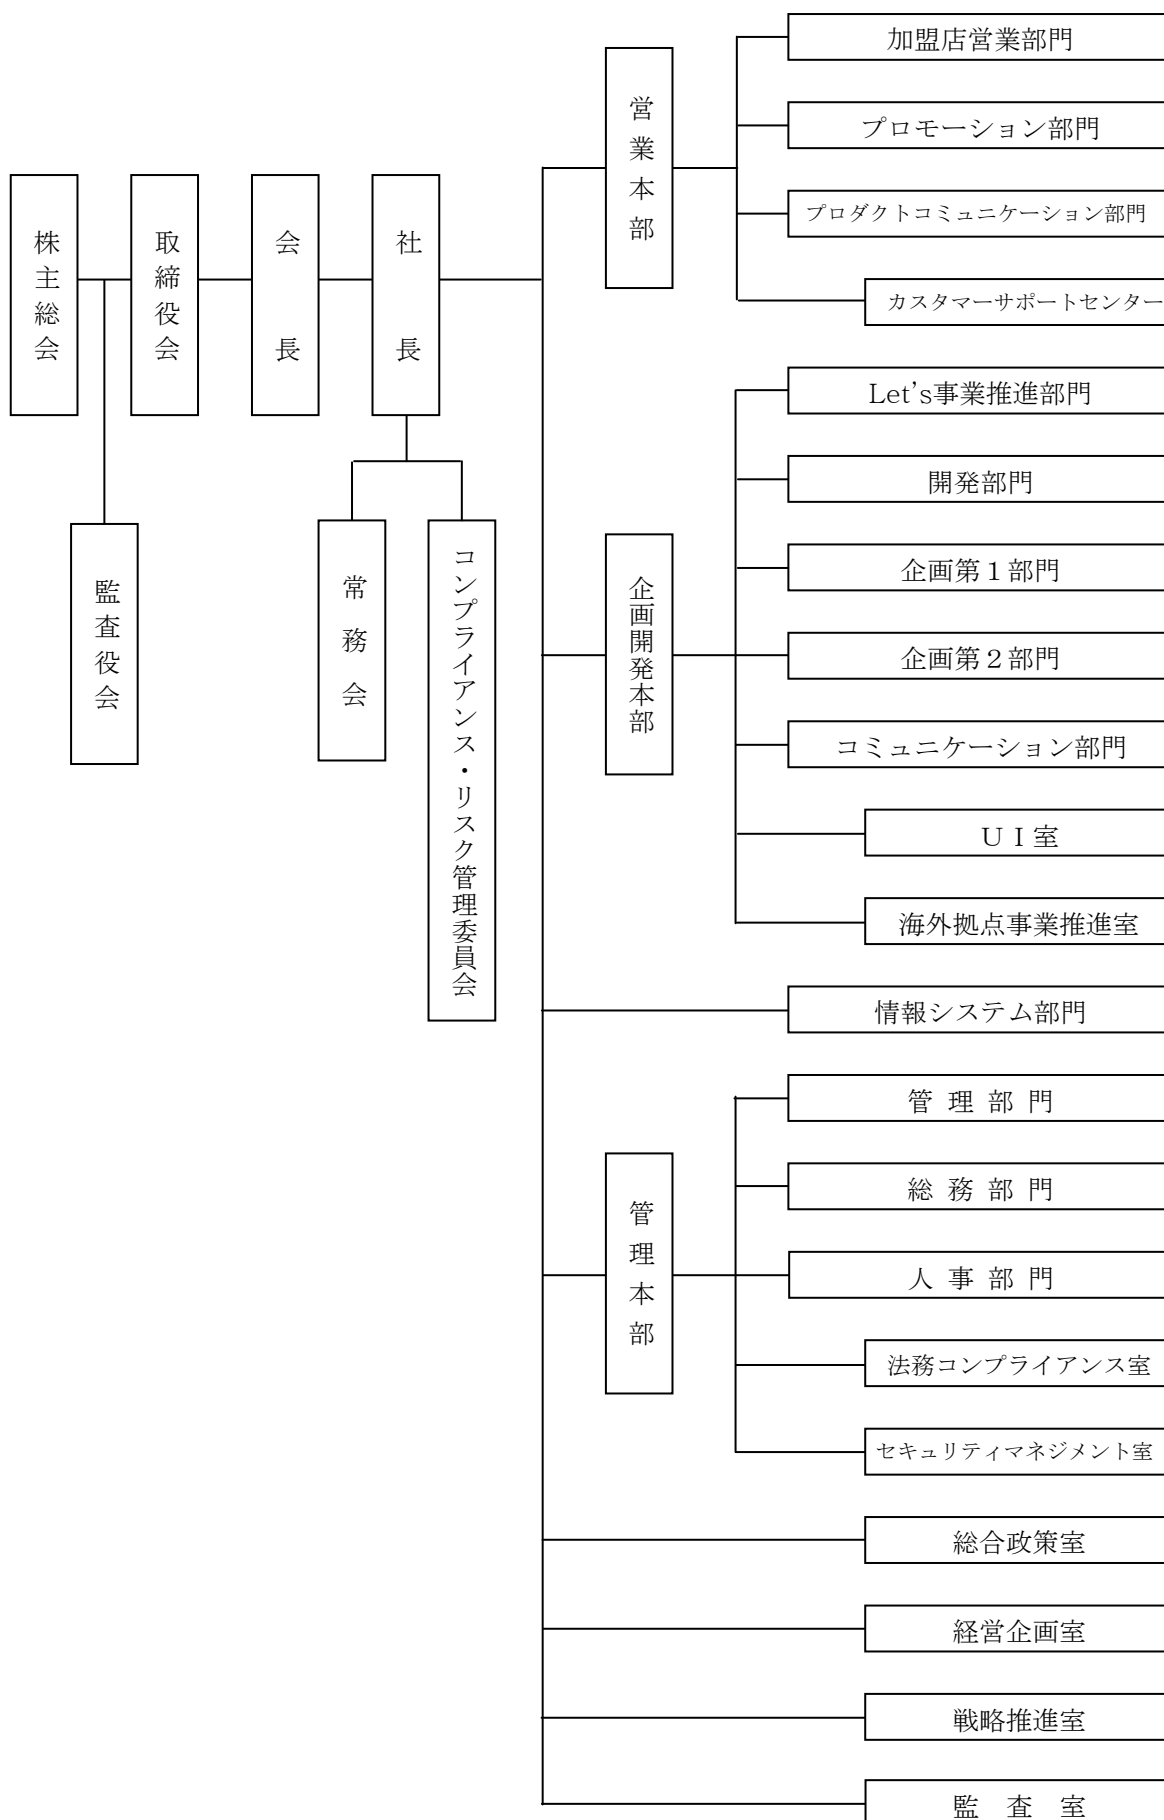 株主総会
取締役会
会長
社長
監査役会
常務会
コンプライアンス・リスク管理委員会
営業本部
加盟店営業部門
プロモーション部門
プロダクトコミュニケーション部門
カスタマーサポートセンター
企画開発本部
Let's事業推進部門
開発部門
企画第１部門
企画第２部門
コミュニケーション部門
ＵＩ室
海外拠点事業推進室
情報システム部門
管理本部
管理部門
総務部門
人事部門
法務コンプライアンス室
セキュリティマネジメント室
総合政策室
経営企画室
戦略推進室
監査室